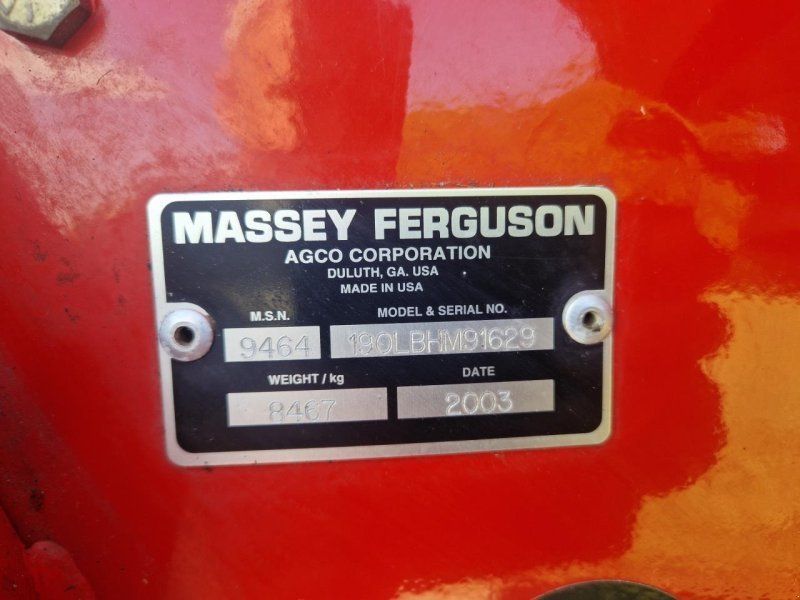 MASSEY FERGUSON
AGCO CORPORATION
DULUTH, GA. USA
MADE IN USA
M.S.N. MODEL & SERIAL NO.
9464 190LBHM91629
WEIGHT / kg DATE
8467 2003